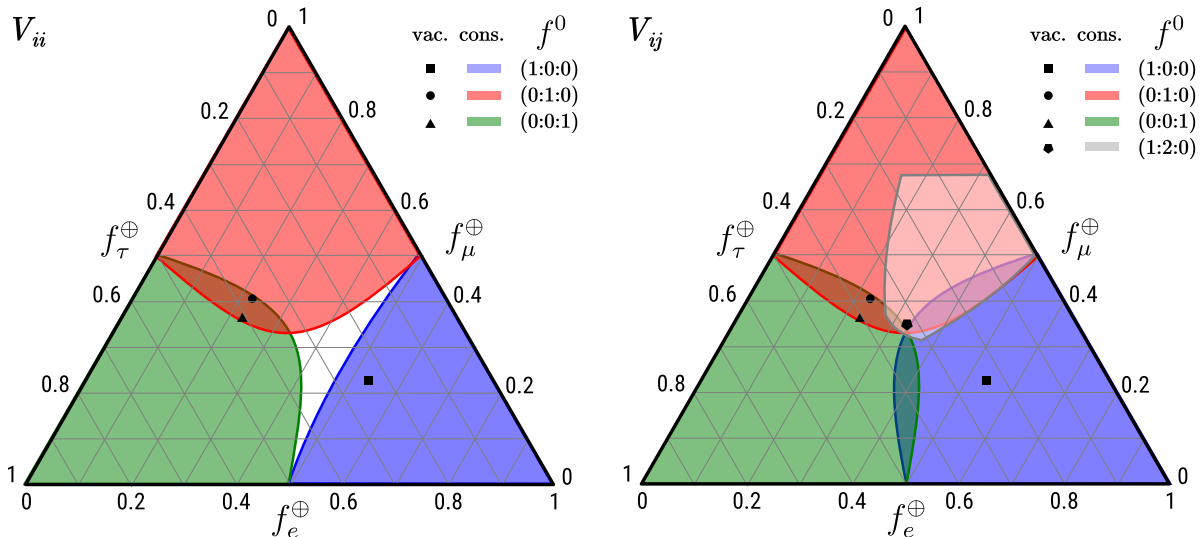 V_{ii}
0 1
vac. cons. f^0
(1:0:0)
(0:1:0)
(0:0:1)
0.2 0.8
0.4 0.6
f_τ^⊕ f_μ^⊕
0.6 0.4
0.8 0.2
1 0
0 0.2 0.4 0.6 0.8 1
f_e^⊕
V_{ij}
0 1
vac. cons. f^0
(1:0:0)
(0:1:0)
(0:0:1)
(1:2:0)
0.2 0.8
0.4 0.6
f_τ^⊕ f_μ^⊕
0.6 0.4
0.8 0.2
1 0
0 0.2 0.4 0.6 0.8 1
f_e^⊕